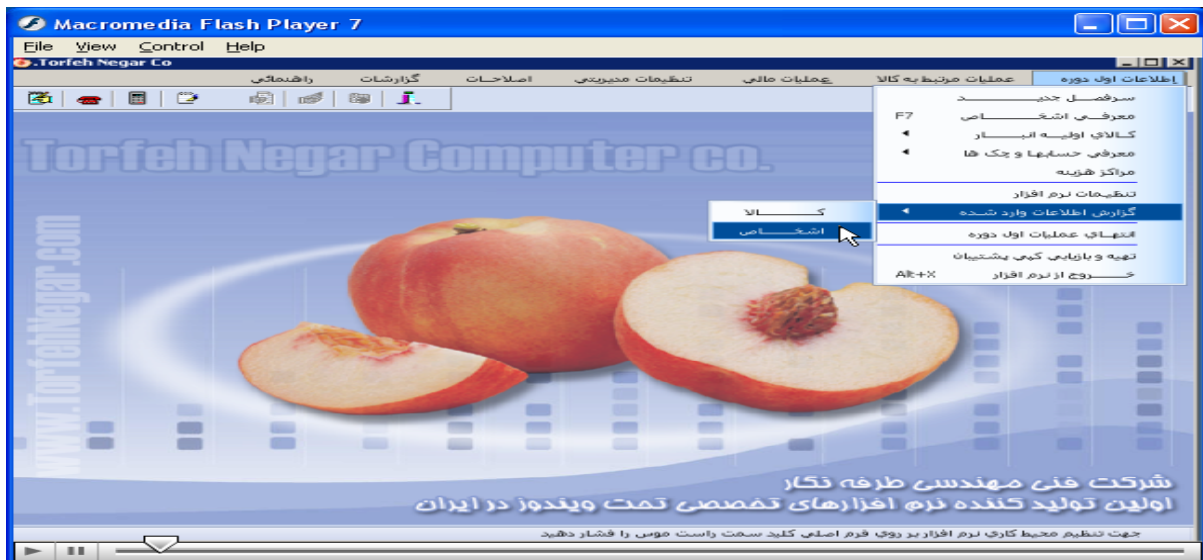 Macromedia Flash Player 7
File View Control Help
.Torfeh Negar Co
اطلاعات اول دوره عملیات مرتبط به کالا عملیات مالی تنظیمات مدیریتی اصلاحات گزارشات راهنمائی
سرفصل جدید
معرفی اشخاص F7
کالای اولیه انبار
معرفی حسابها و چک ها
مراکز هزینه
تنظیمات نرم افزار
گزارش اطلاعات وارد شده
کالا
اشخاص
انتهای عملیات اول دوره
تهیه و بازیابی کپی پشتیبان
خروج از نرم افزار Alt+X
Torfeh Negar Computer co.
www.TorfehNegar.com
شرکت فنی مهندسی طرفه نگار
اولین تولید کننده نرم افزارهای تخصصی تحت ویندوز در ایران
جهت تنظیم محیط کاری نرم افزار بر روی فرم اصلی کلید سمت راست موس را فشار دهید